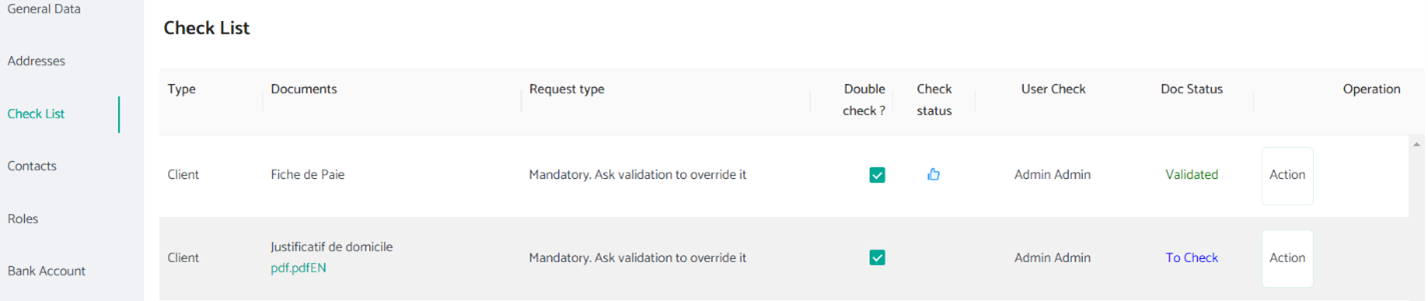 General Data
Addresses
Check List
Contacts
Roles
Bank Account
Check List
Type Documents Request type Double check ? Check status User Check Doc Status Operation
Client Fiche de Paie Mandatory. Ask validation to override it Admin Admin Validated Action
Client Justificatif de domicile Mandatory. Ask validation to override it Admin Admin To Check Action
pdf.pdfEN